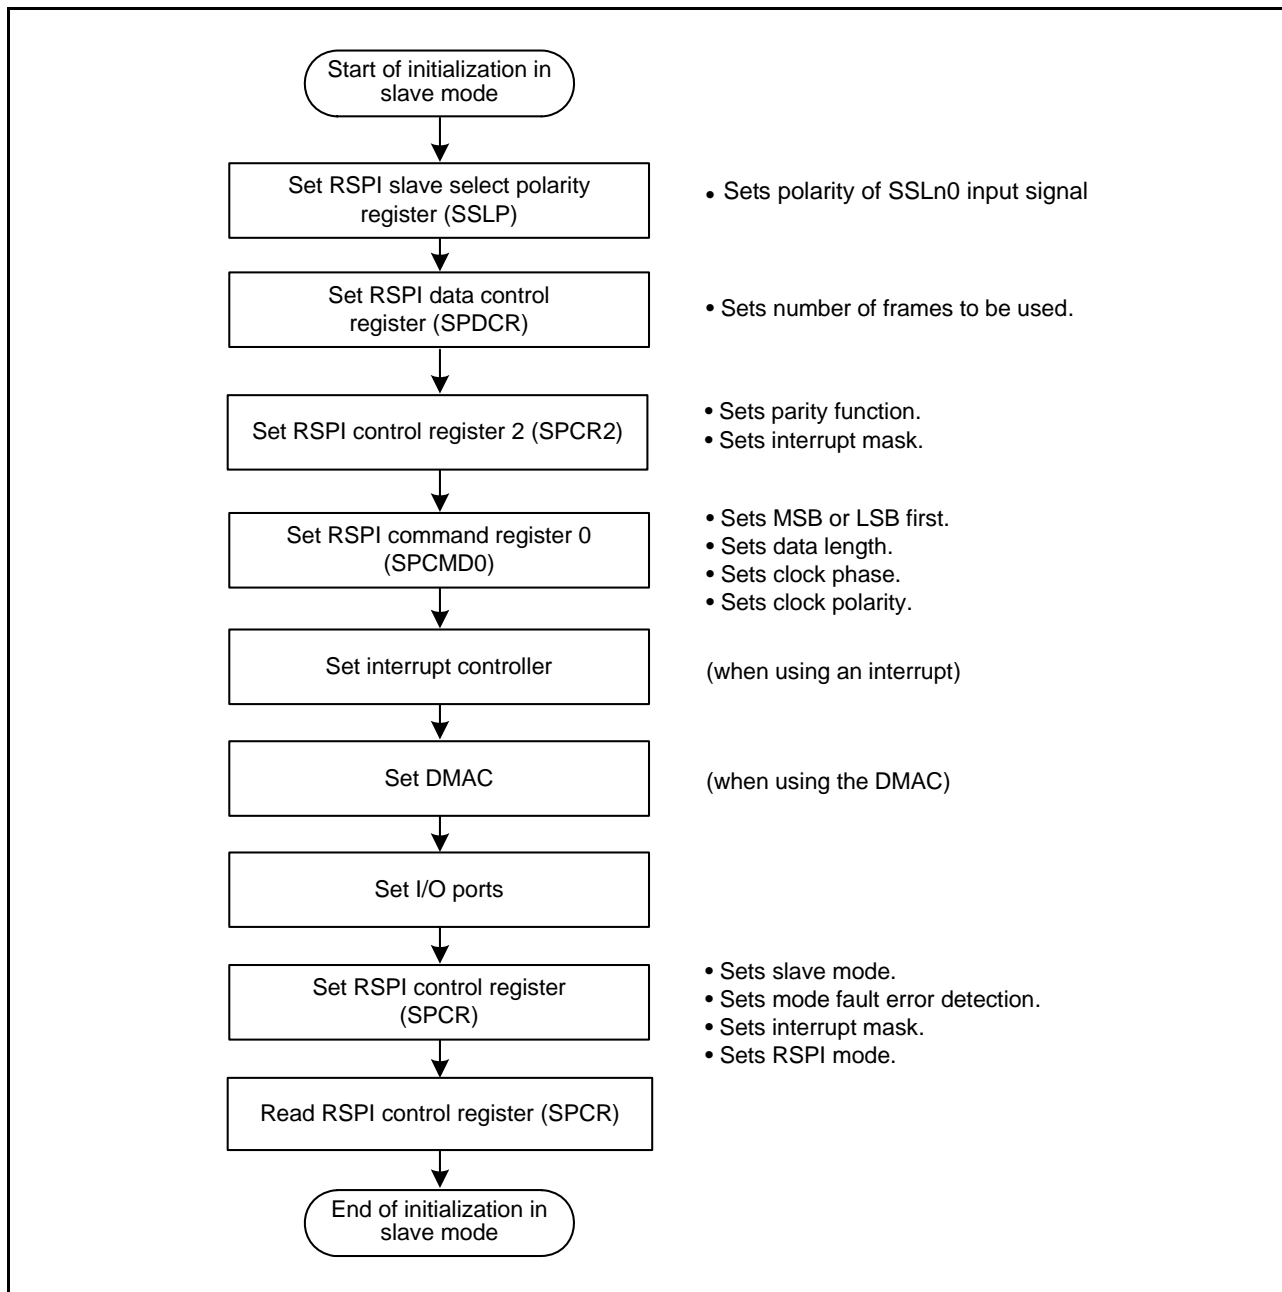 Start of initialization in
slave mode
Set RSPI slave select polarity
register (SSLP)
• Sets polarity of SSLn0 input signal
Set RSPI data control
register (SPDCR)
• Sets number of frames to be used.
Set RSPI control register 2 (SPCR2)
• Sets parity function.
• Sets interrupt mask.
Set RSPI command register 0
(SPCMD0)
• Sets MSB or LSB first.
• Sets data length.
• Sets clock phase.
• Sets clock polarity.
Set interrupt controller
(when using an interrupt)
Set DMAC
(when using the DMAC)
Set I/O ports
Set RSPI control register
(SPCR)
• Sets slave mode.
• Sets mode fault error detection.
• Sets interrupt mask.
• Sets RSPI mode.
Read RSPI control register (SPCR)
End of initialization in
slave mode